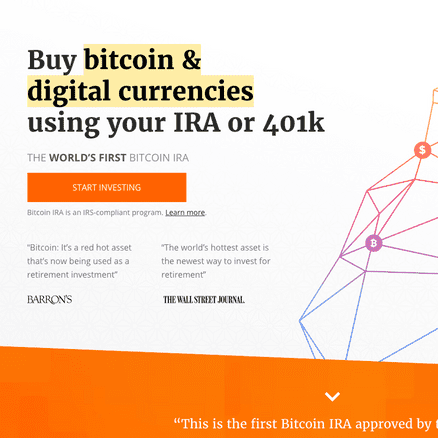 Buy bitcoin &
digital currencies
using your IRA or 401k
THE WORLD'S FIRST BITCOIN IRA
START INVESTING
Bitcoin IRA is an IRS-compliant program. Learn more.
“Bitcoin: It’s a red hot asset
that’s now being used as a
retirement investment”
BARRON'S
“The world’s hottest asset is
the newest way to invest for
retirement”
THE WALL STREET JOURNAL.
$
B
“This is the first Bitcoin IRA approved by t